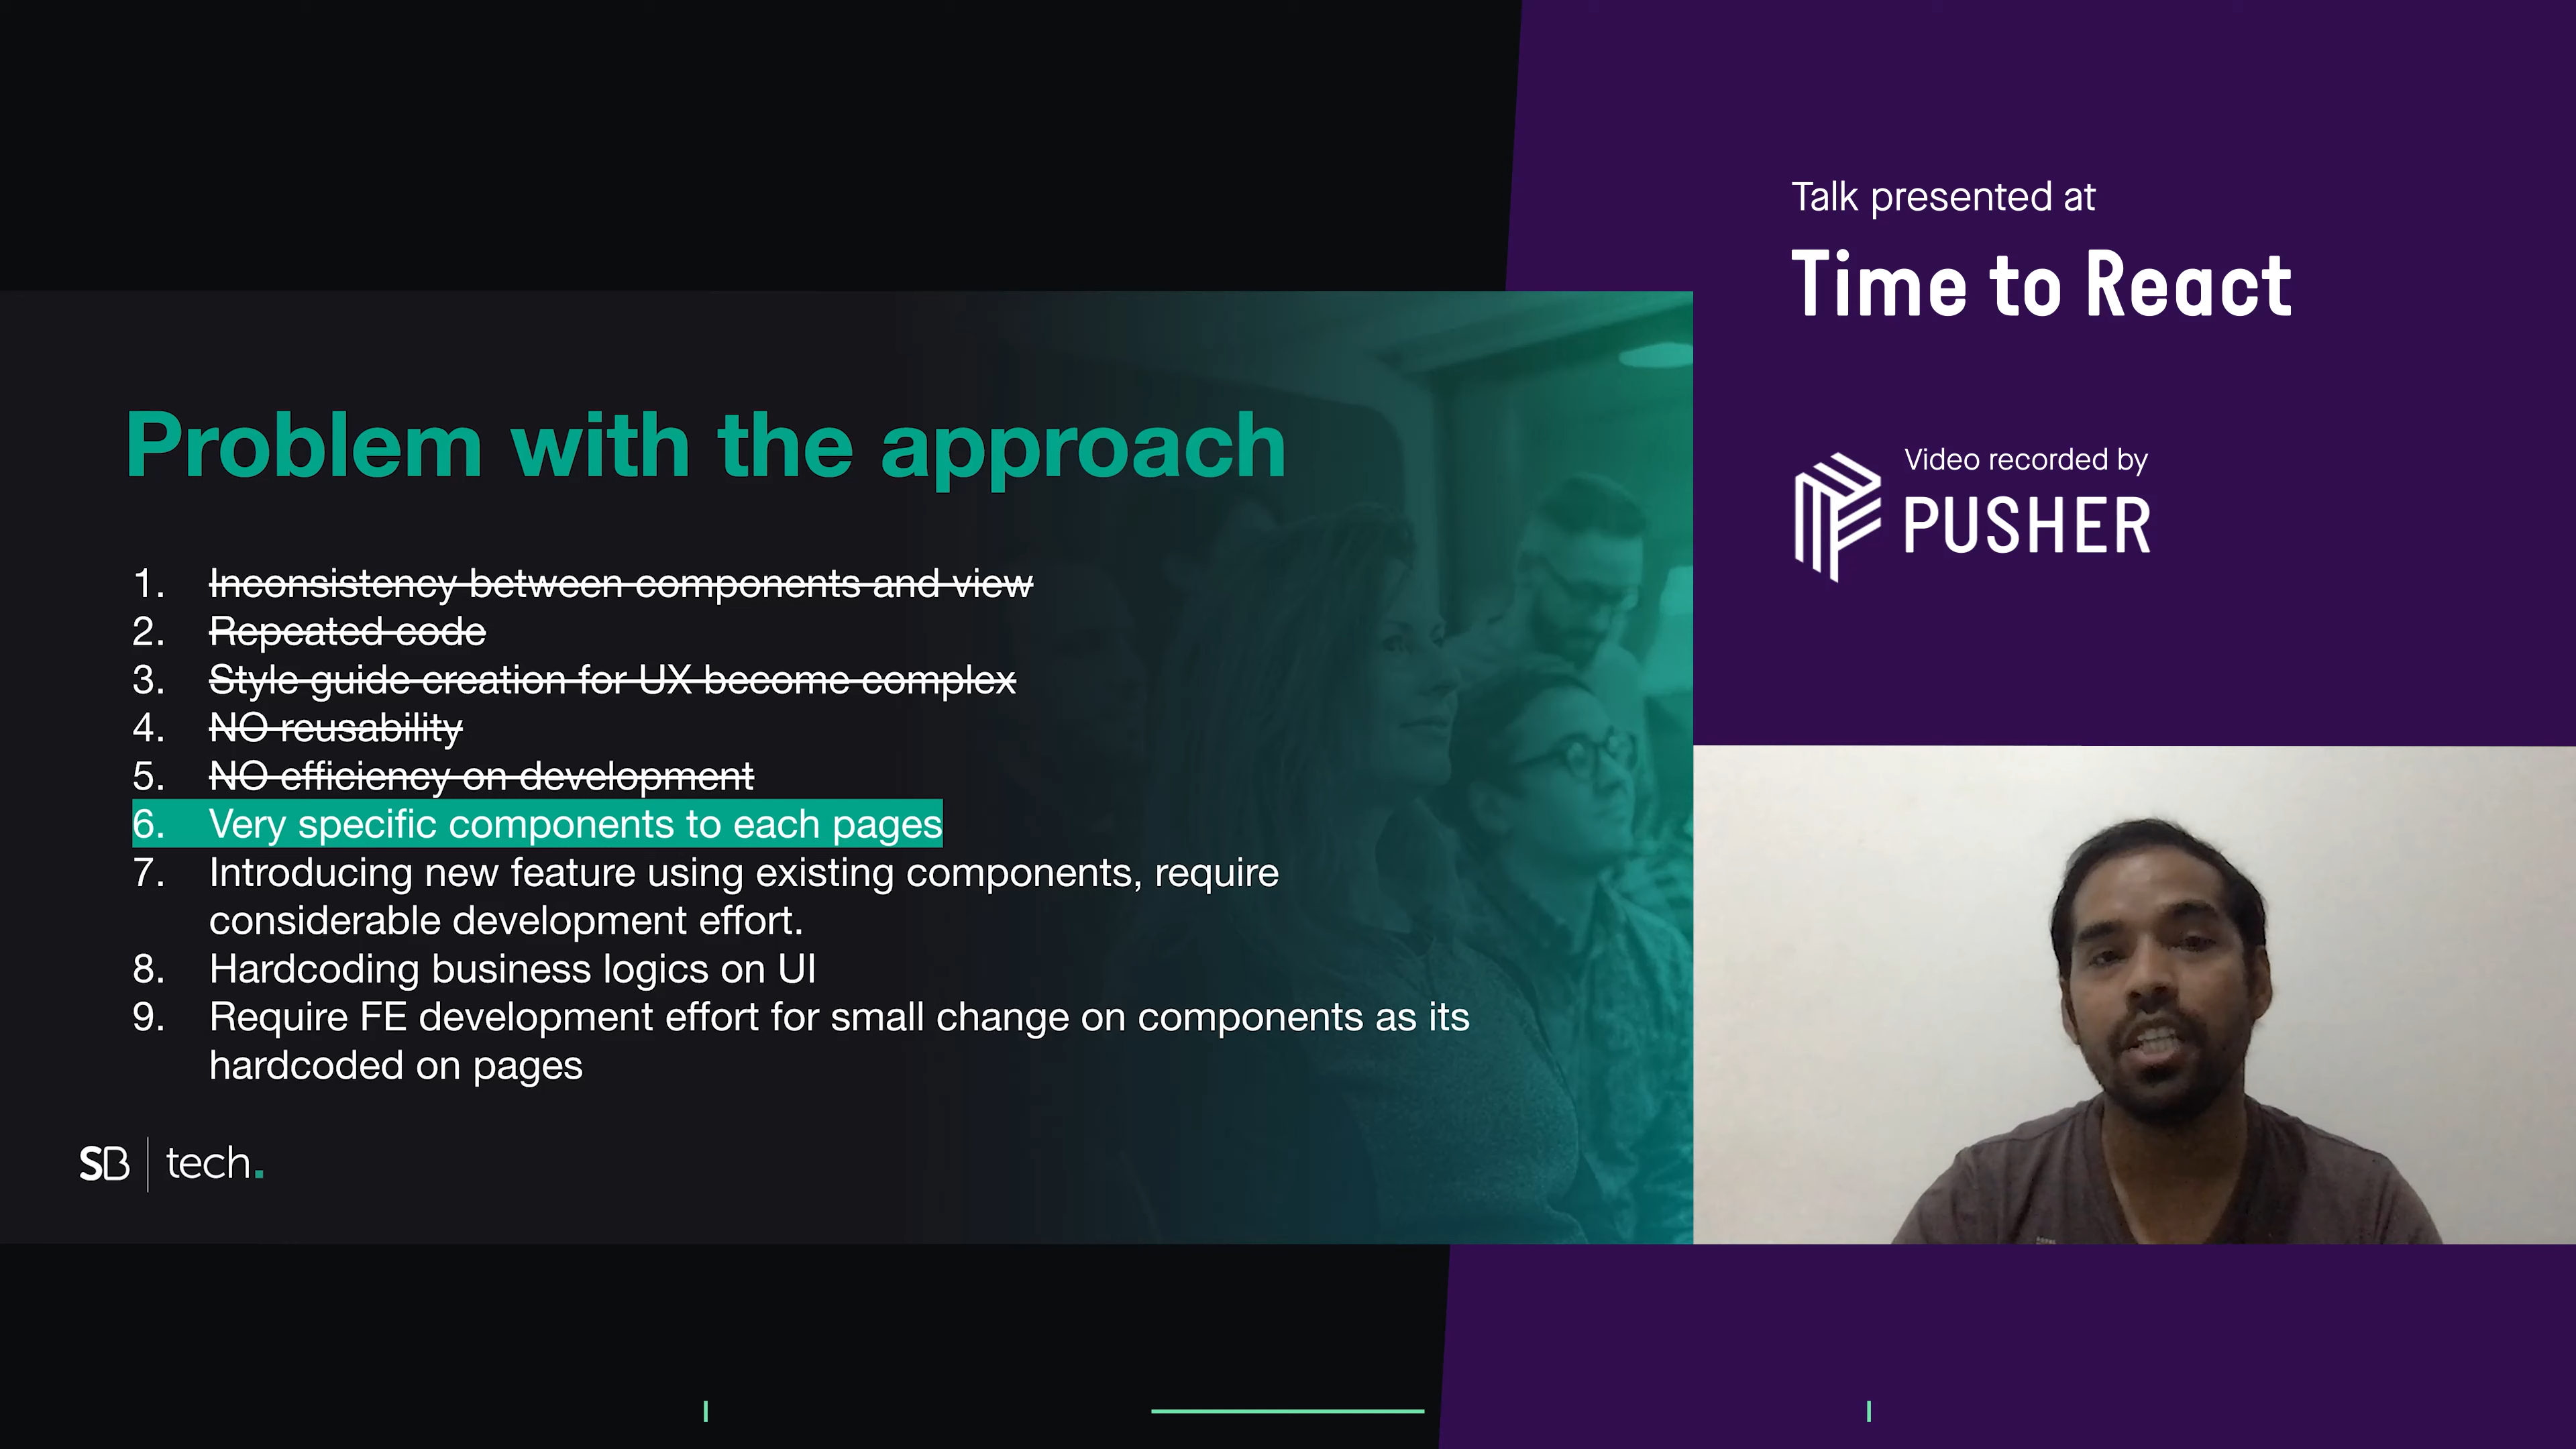 Talk presented at
Time to React
Video recorded by
PUSHER
Problem with the approach
1. Inconsistency between components and view
2. Repeated code
3. Style guide creation for UX become complex
4. NO reusability
5. NO efficiency on development
6. Very specific components to each pages
7. Introducing new feature using existing components, require
considerable development effort.
8. Hardcoding business logics on UI
9. Require FE development effort for small change on components as its
hardcoded on pages
SB tech.